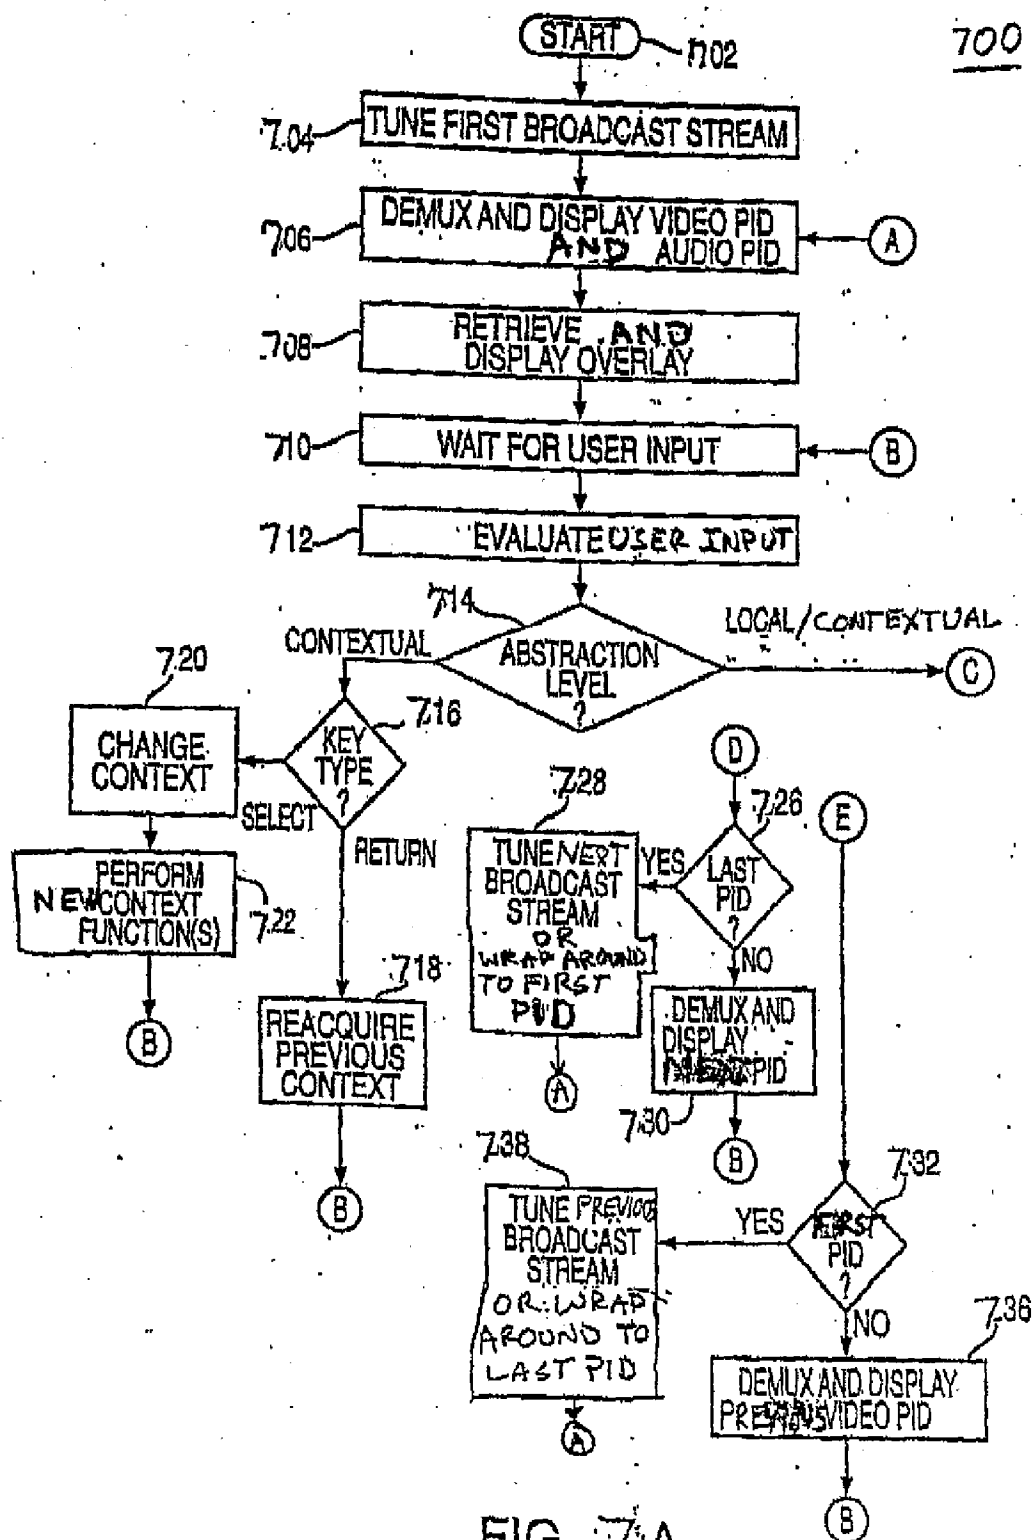 START
702
700
704
TUNE FIRST BROADCAST STREAM
706
DEMUX AND DISPLAY VIDEO PID
AND AUDIO PID
A
708
RETRIEVE AND
DISPLAY OVERLAY
710
WAIT FOR USER INPUT
B
712
EVALUATE USER INPUT
714
ABSTRACTION
LEVEL
?
CONTEXTUAL
LOCAL/CONTEXTUAL
C
720
CHANGE
CONTEXT
716
KEY
TYPE
?
SELECT
RETURN
PERFORM
NEW CONTEXT
FUNCTION(S)
722
B
718
REACQUIRE
PREVIOUS
CONTEXT
B
D
726
LAST
PID
?
YES
NO
728
TUNE NEXT
BROADCAST
STREAM
OR
WRAP AROUND
TO FIRST
PID
A
DEMUX AND
DISPLAY
PID
730
B
E
732
FIRST
PID
?
YES
NO
738
TUNE PREVIOUS
BROADCAST
STREAM
OR WRAP
AROUND TO
LAST PID
A
736
DEMUX AND DISPLAY
PREVIOUS VIDEO PID
B
FIG. 7A